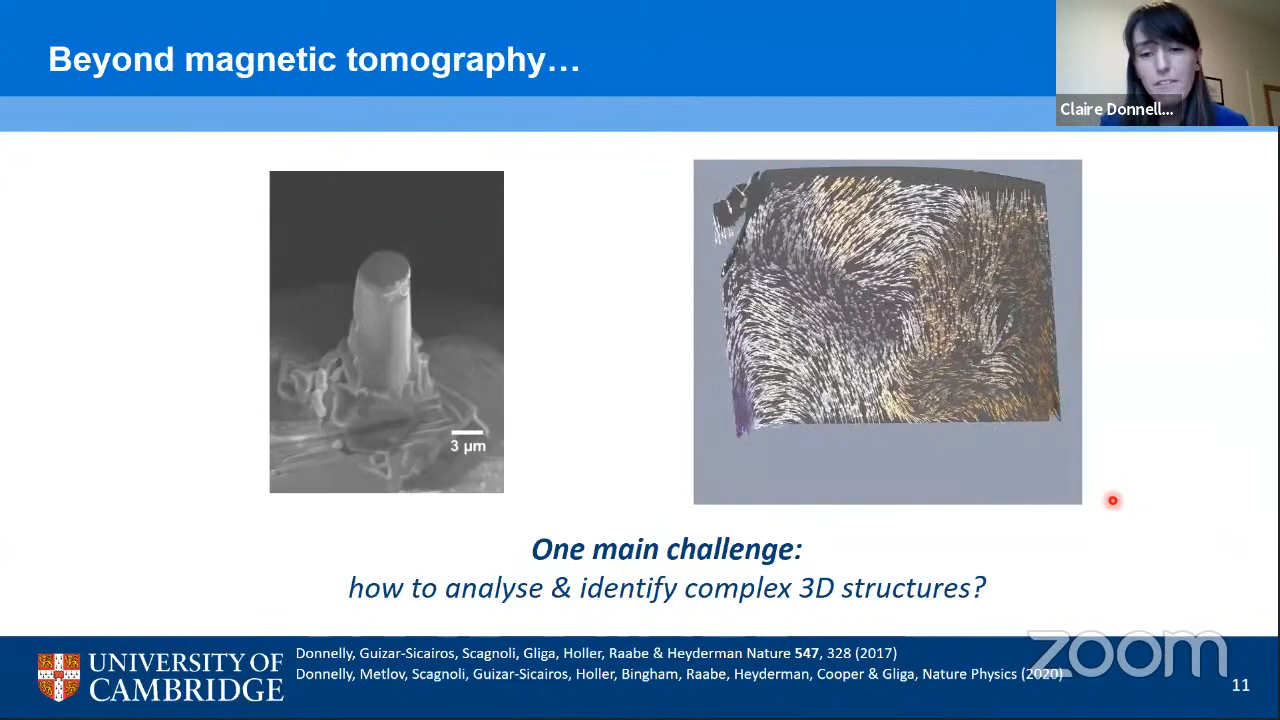 Beyond magnetic tomography…
Claire Donnell...
3 µm
One main challenge:
how to analyse & identify complex 3D structures?
UNIVERSITY OF
CAMBRIDGE
Donnelly, Guizar-Sicairos, Scagnoli, Gliga, Holler, Raabe & Heyderman Nature 547, 328 (2017)
Donnelly, Metlov, Scagnoli, Guizar-Sicairos, Holler, Bingham, Raabe, Heyderman, Cooper & Gliga, Nature Physics (2020)
zoom
11